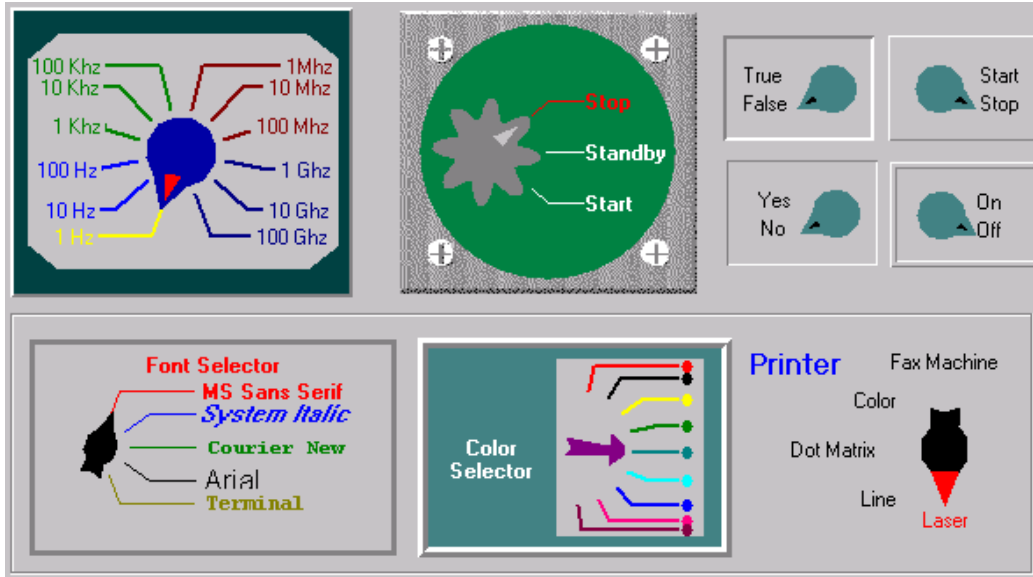 100 Khz
10 Khz
1 Khz
100 Hz
10 Hz
1 Hz
1Mhz
10 Mhz
100 Mhz
1 Ghz
10 Ghz
100 Ghz
Stop
Standby
Start
True
False
Start
Stop
Yes
No
On
Off
Font Selector
MS Sans Serif
System Italic
Courier New
Arial
Terminal
Color
Selector
Printer
Fax Machine
Color
Dot Matrix
Line
Laser